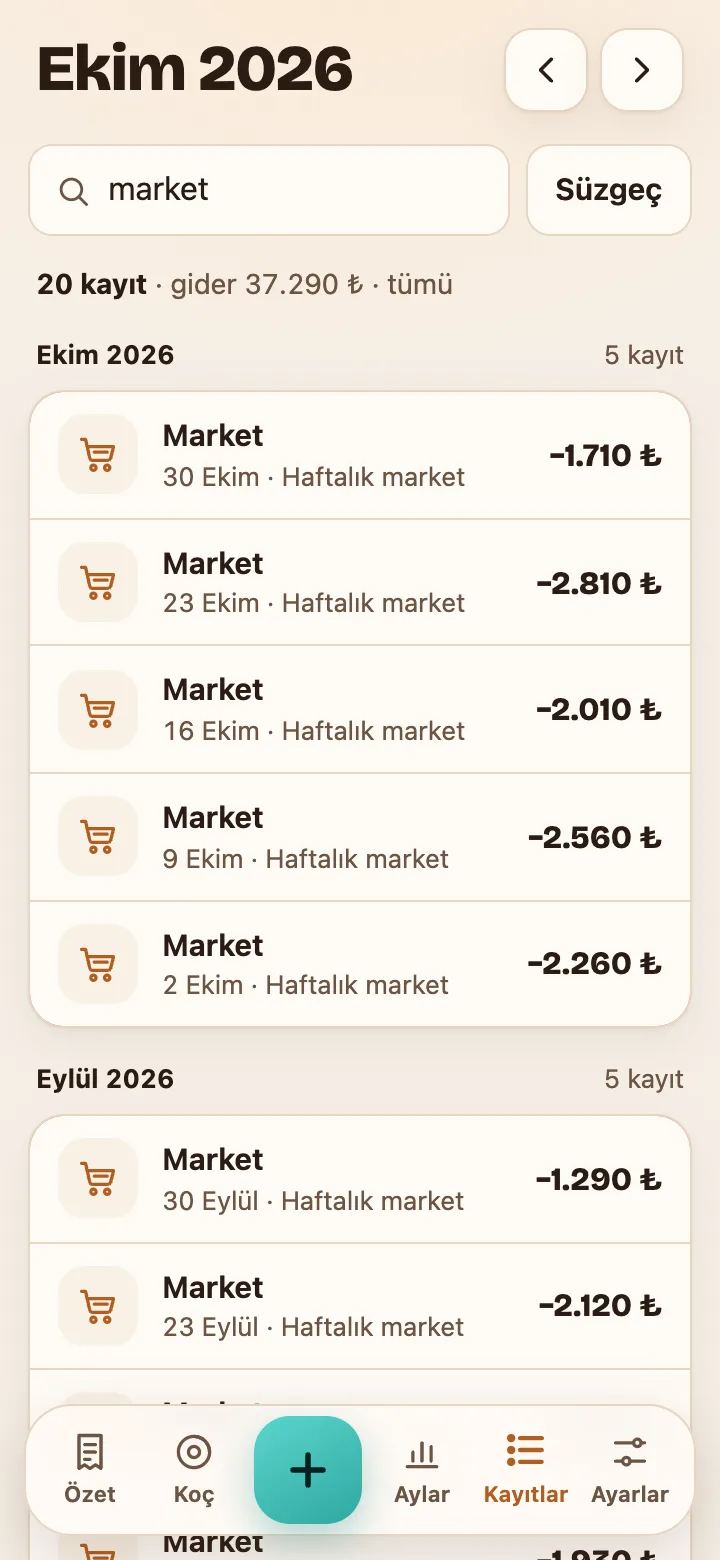 Ekim 2026
market
Süzgeç
20 kayıt · gider 37.290 ₺ · tümü
Ekim 2026 5 kayıt
Market
30 Ekim · Haftalık market
−1.710 ₺
Market
23 Ekim · Haftalık market
−2.810 ₺
Market
16 Ekim · Haftalık market
−2.010 ₺
Market
9 Ekim · Haftalık market
−2.560 ₺
Market
2 Ekim · Haftalık market
−2.260 ₺
Eylül 2026 5 kayıt
Market
30 Eylül · Haftalık market
−1.290 ₺
Market
23 Eylül · Haftalık market
−2.120 ₺
Özet
Koç
+
Aylar
Kayıtlar
Ayarlar
Market